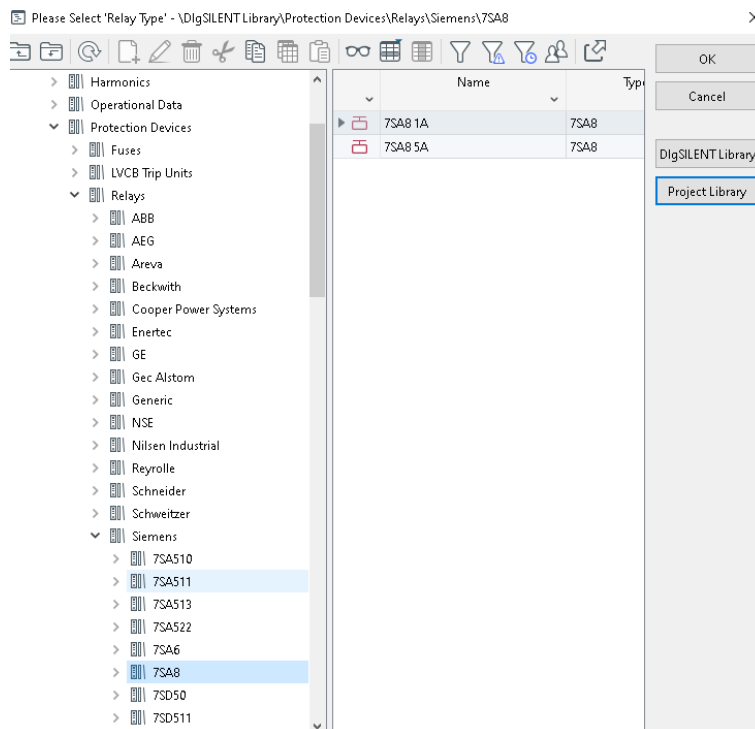 Please Select 'Relay Type' - \DIgSILENT Library\Protection Devices\Relays\Siemens\7SA8
Harmonics
Operational Data
Protection Devices
Fuses
LVCB Trip Units
Relays
ABB
AEG
Areva
Beckwith
Cooper Power Systems
Enertec
GE
Gec Alstom
Generic
NSE
Nilsen Industrial
Reyrolle
Schneider
Schweitzer
Siemens
7SA510
7SA511
7SA513
7SA522
7SA6
7SA8
7SD50
7SD511
Name Typ
7SA8 1A 7SA8
7SA8 5A 7SA8
OK
Cancel
DIgSILENT Library
Project Library